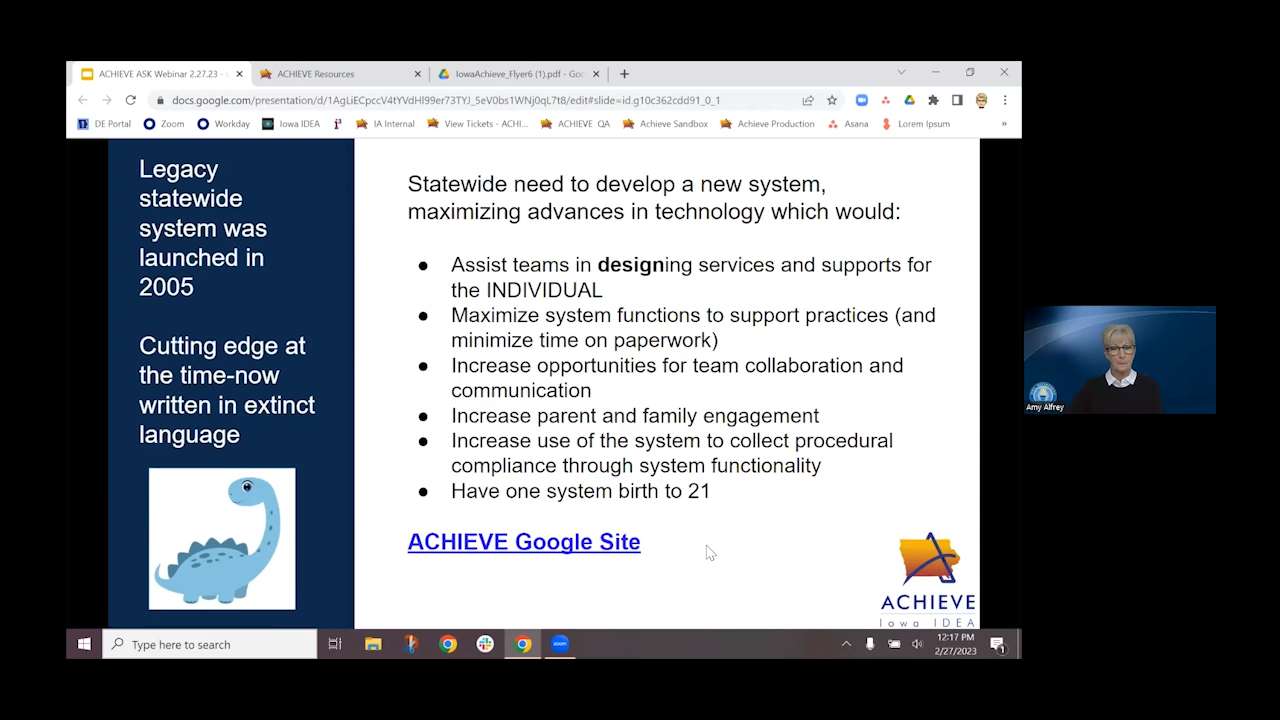 ACHIEVE ASK Webinar 2.27.23 -
ACHIEVE Resources
IowaAchieve_Flyer6 (1).pdf - Goo
docs.google.com/presentation/d/1AgLiECpccV4tYVdHl99er73TYJ_5eV0bs1WNj0qL7t8/edit#slide=id.g10c362cdd91_0_1
DE Portal
Zoom
Workday
Iowa IDEA
IA Internal
View Tickets - ACHI...
ACHIEVE QA
Achieve Sandbox
Achieve Production
Asana
Lorem Ipsum
Legacy
statewide
system was
launched in
2005
Cutting edge at
the time-now
written in extinct
language
Statewide need to develop a new system,
maximizing advances in technology which would:
● Assist teams in designing services and supports for
the INDIVIDUAL
● Maximize system functions to support practices (and
minimize time on paperwork)
● Increase opportunities for team collaboration and
communication
● Increase parent and family engagement
● Increase use of the system to collect procedural
compliance through system functionality
● Have one system birth to 21
ACHIEVE Google Site
ACHIEVE
Iowa IDEA
Amy Alfrey
Type here to search
zoom
12:17 PM
2/27/2023
1